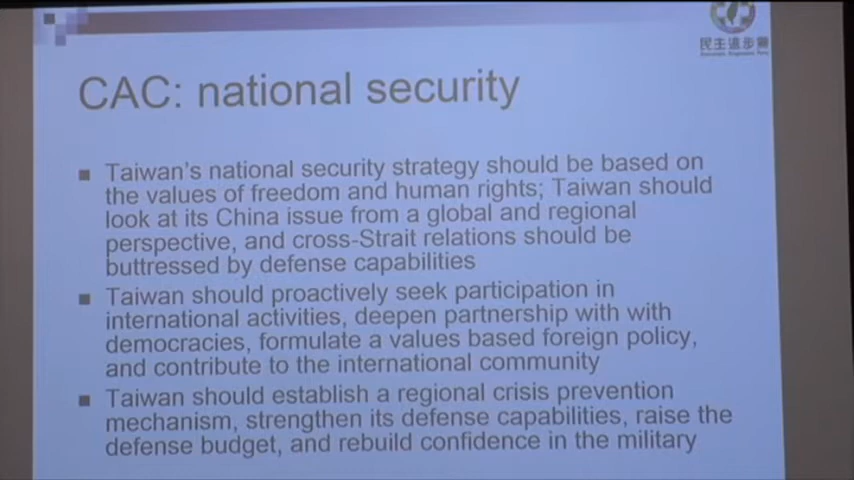 民主進步黨
CAC: national security
Taiwan's national security strategy should be based on
the values of freedom and human rights; Taiwan should
look at its China issue from a global and regional
perspective, and cross-Strait relations should be
buttressed by defense capabilities
Taiwan should proactively seek participation in
international activities, deepen partnership with with
democracies, formulate a values based foreign policy,
and contribute to the international community
Taiwan should establish a regional crisis prevention
mechanism, strengthen its defense capabilities, raise the
defense budget, and rebuild confidence in the military